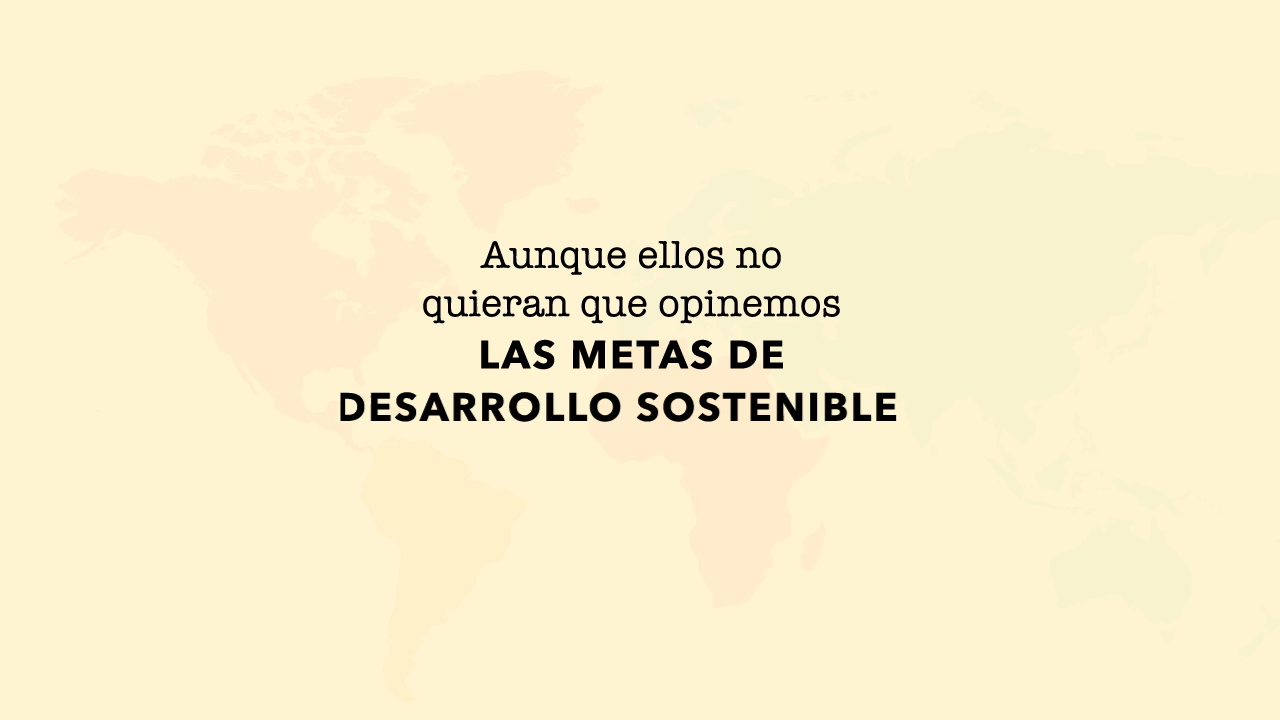 Aunque ellos no
quieran que opinemos
LAS METAS DE
DESARROLLO SOSTENIBLE